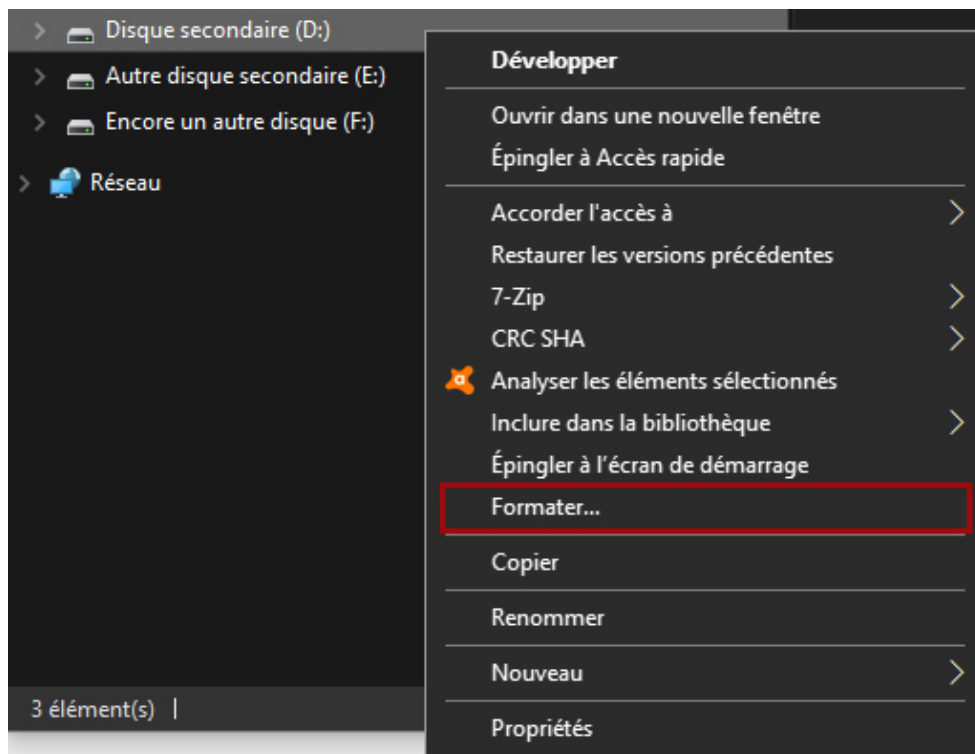 Disque secondaire (D:)
Autre disque secondaire (E:)
Encore un autre disque (F:)
Réseau
3 élément(s)
Développer
Ouvrir dans une nouvelle fenêtre
Épingler à Accès rapide
Accorder l'accès à
Restaurer les versions précédentes
7-Zip
CRC SHA
Analyser les éléments sélectionnés
Inclure dans la bibliothèque
Épingler à l’écran de démarrage
Formater...
Copier
Renommer
Nouveau
Propriétés